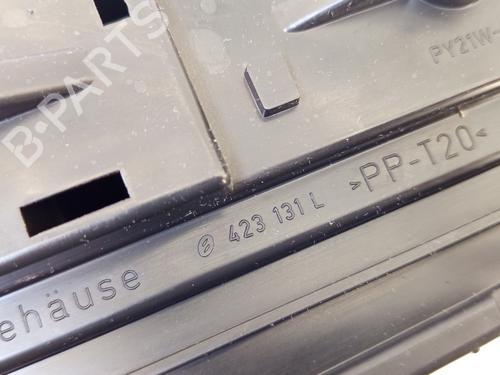 B-PARTS
PY21W-
>PP-T20<
423 131 L
ehäuse